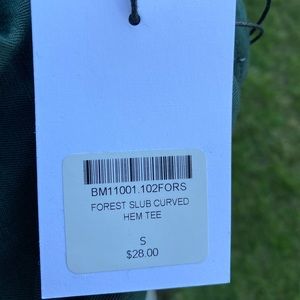 BM11001.102FORS
FOREST SLUB CURVED
HEM TEE
S
$28.00